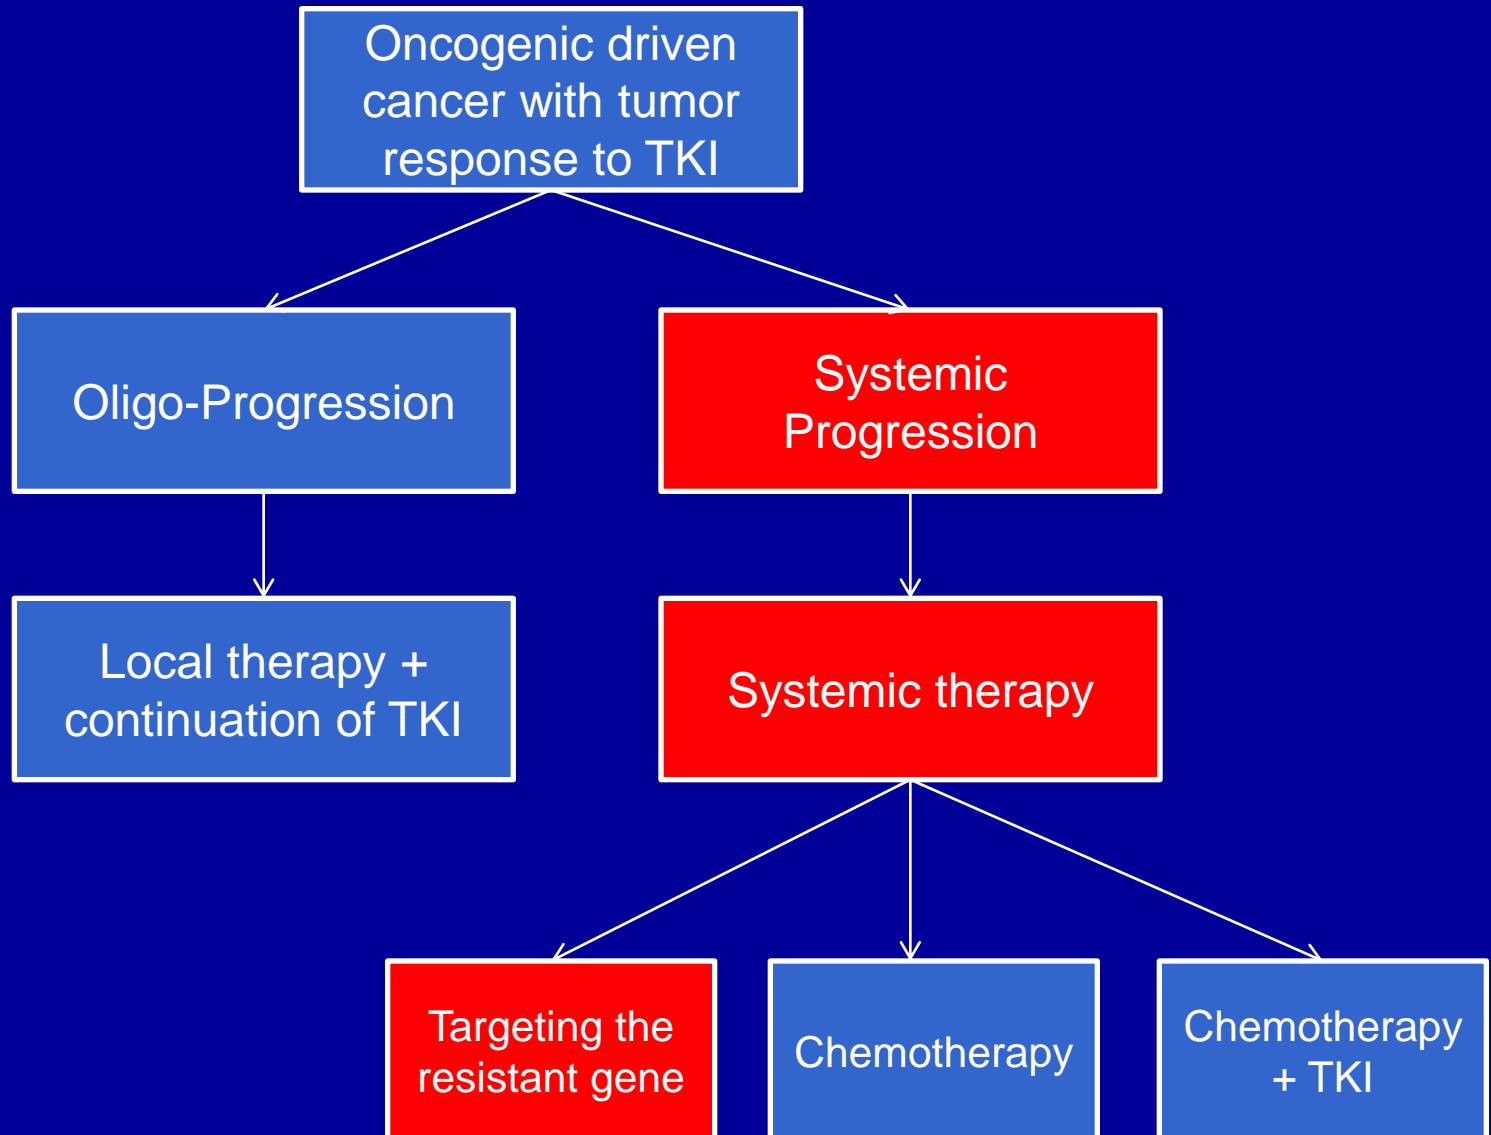 Oncogenic driven
cancer with tumor
response to TKI
Oligo-Progression
Systemic
Progression
Local therapy +
continuation of TKI
Systemic therapy
Targeting the
resistant gene
Chemotherapy
Chemotherapy
+ TKI